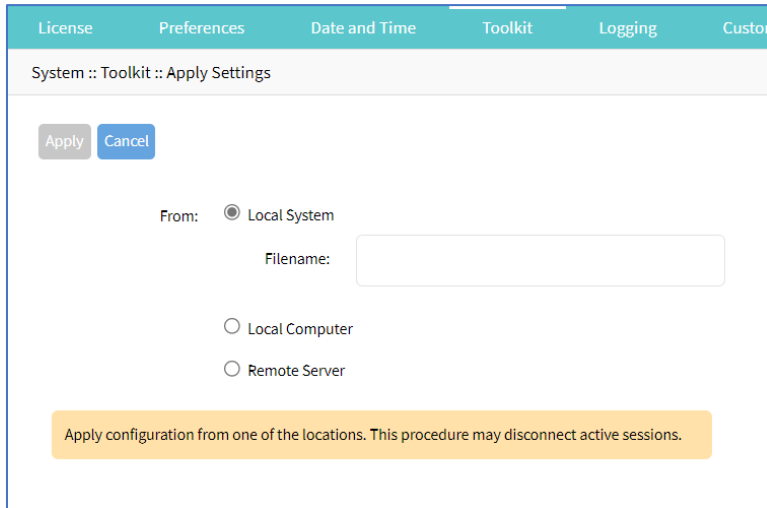 License Preferences Date and Time Toolkit Logging Custo
System :: Toolkit :: Apply Settings
Apply Cancel
From: Local System
Filename:
Local Computer
Remote Server
Apply configuration from one of the locations. This procedure may disconnect active sessions.